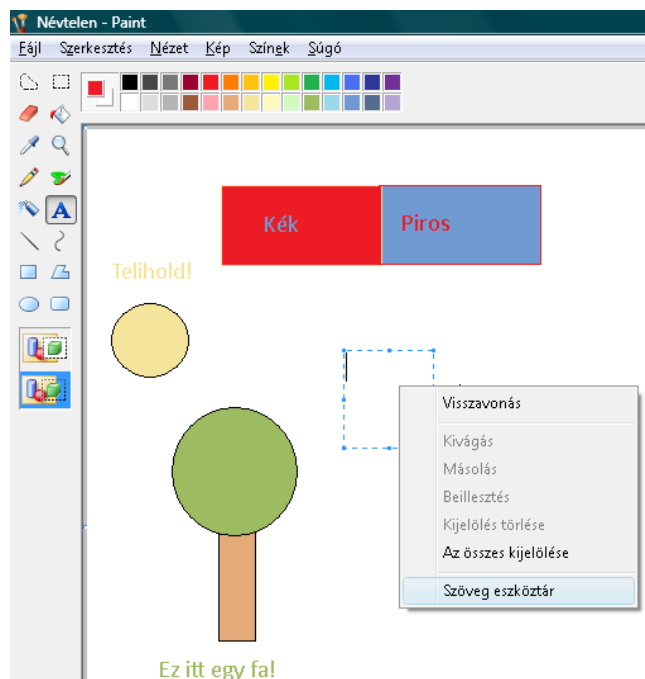 Névtelen - Paint
Fájl Szerkesztés Nézet Kép Színek Súgó
Kék Piros
Telihold!
Visszavonás
Kivágás
Másolás
Beillesztés
Kijelölés törlése
Az összes kijelölése
Szöveg eszköztár
Ez itt egy fa!